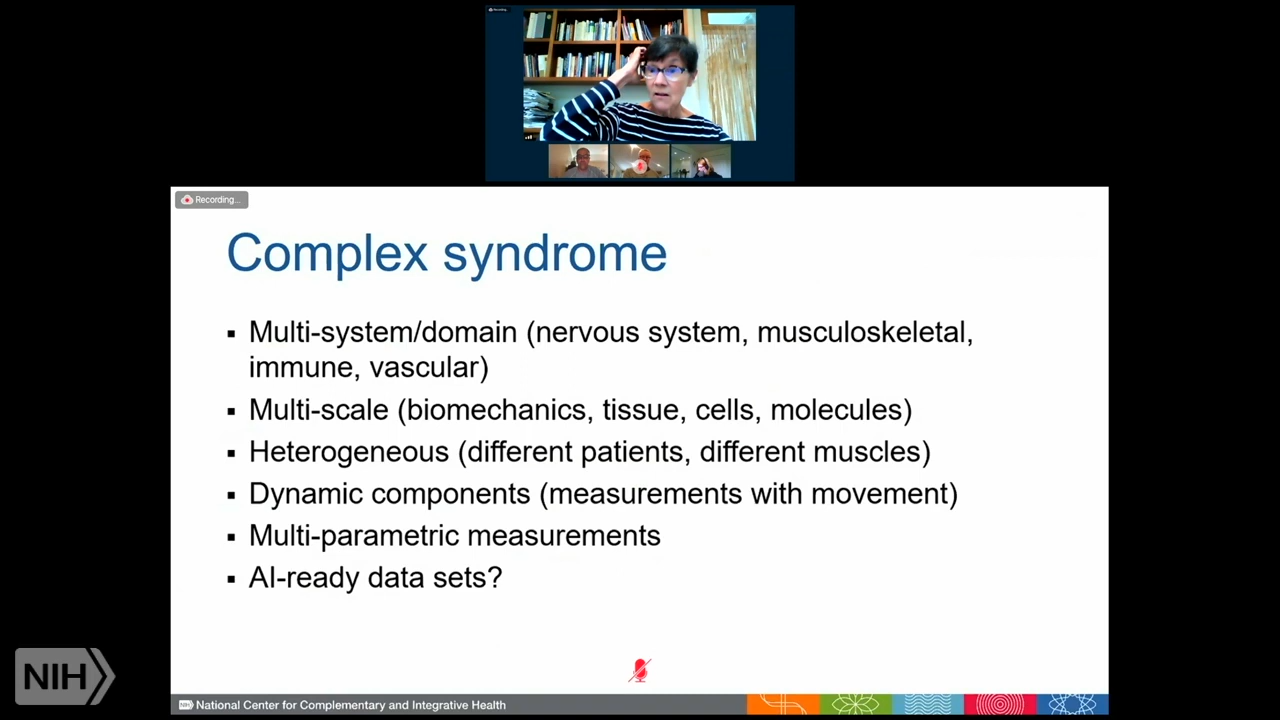 Recording...
Complex syndrome
▪ Multi-system/domain (nervous system, musculoskeletal,
immune, vascular)
▪ Multi-scale (biomechanics, tissue, cells, molecules)
▪ Heterogeneous (different patients, different muscles)
▪ Dynamic components (measurements with movement)
▪ Multi-parametric measurements
▪ AI-ready data sets?
NIH
NIH National Center for Complementary and Integrative Health